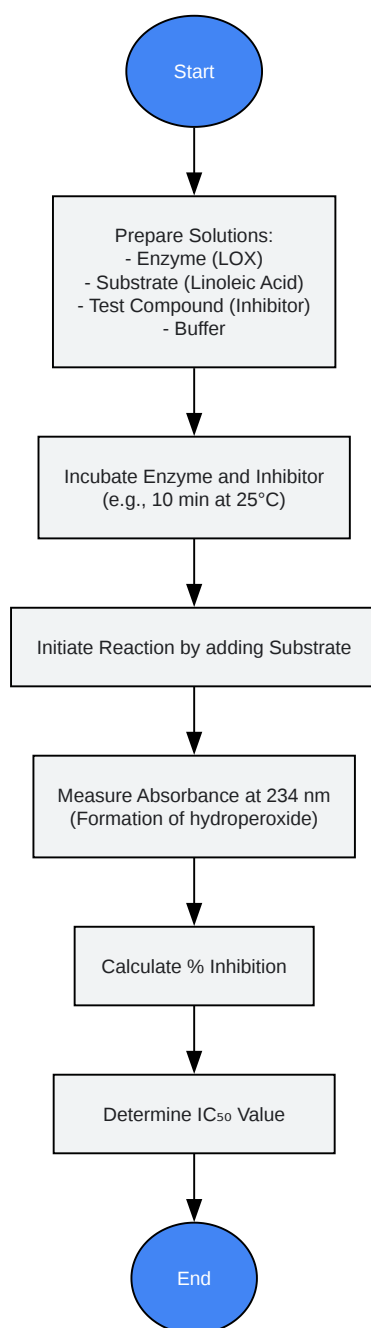 Start
Prepare Solutions:
- Enzyme (LOX)
- Substrate (Linoleic Acid)
- Test Compound (Inhibitor)
- Buffer
Incubate Enzyme and Inhibitor
(e.g., 10 min at 25°C)
Initiate Reaction by adding Substrate
Measure Absorbance at 234 nm
(Formation of hydroperoxide)
Calculate % Inhibition
Determine IC₅₀ Value
End